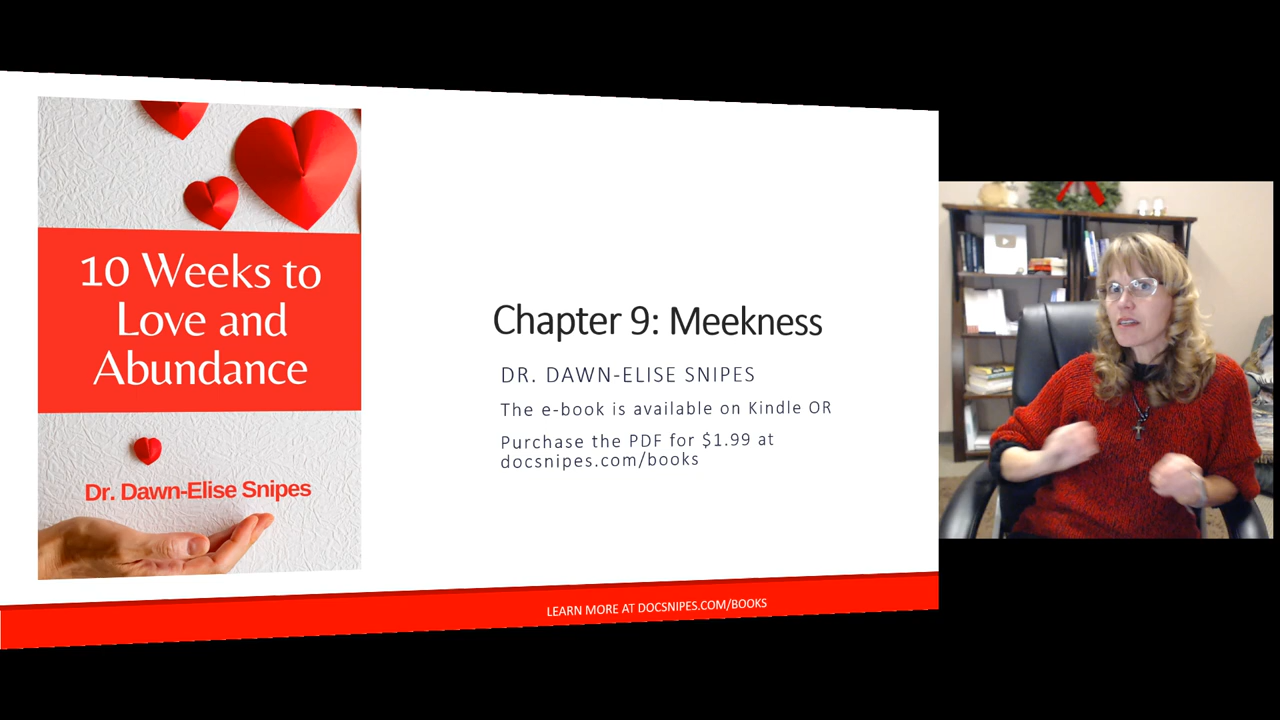 10 Weeks to
Love and
Abundance
Dr. Dawn-Elise Snipes
Chapter 9: Meekness
DR. DAWN-ELISE SNIPES
The e-book is available on Kindle OR
Purchase the PDF for $1.99 at
docsnipes.com/books
LEARN MORE AT DOCSNIPES.COM/BOOKS